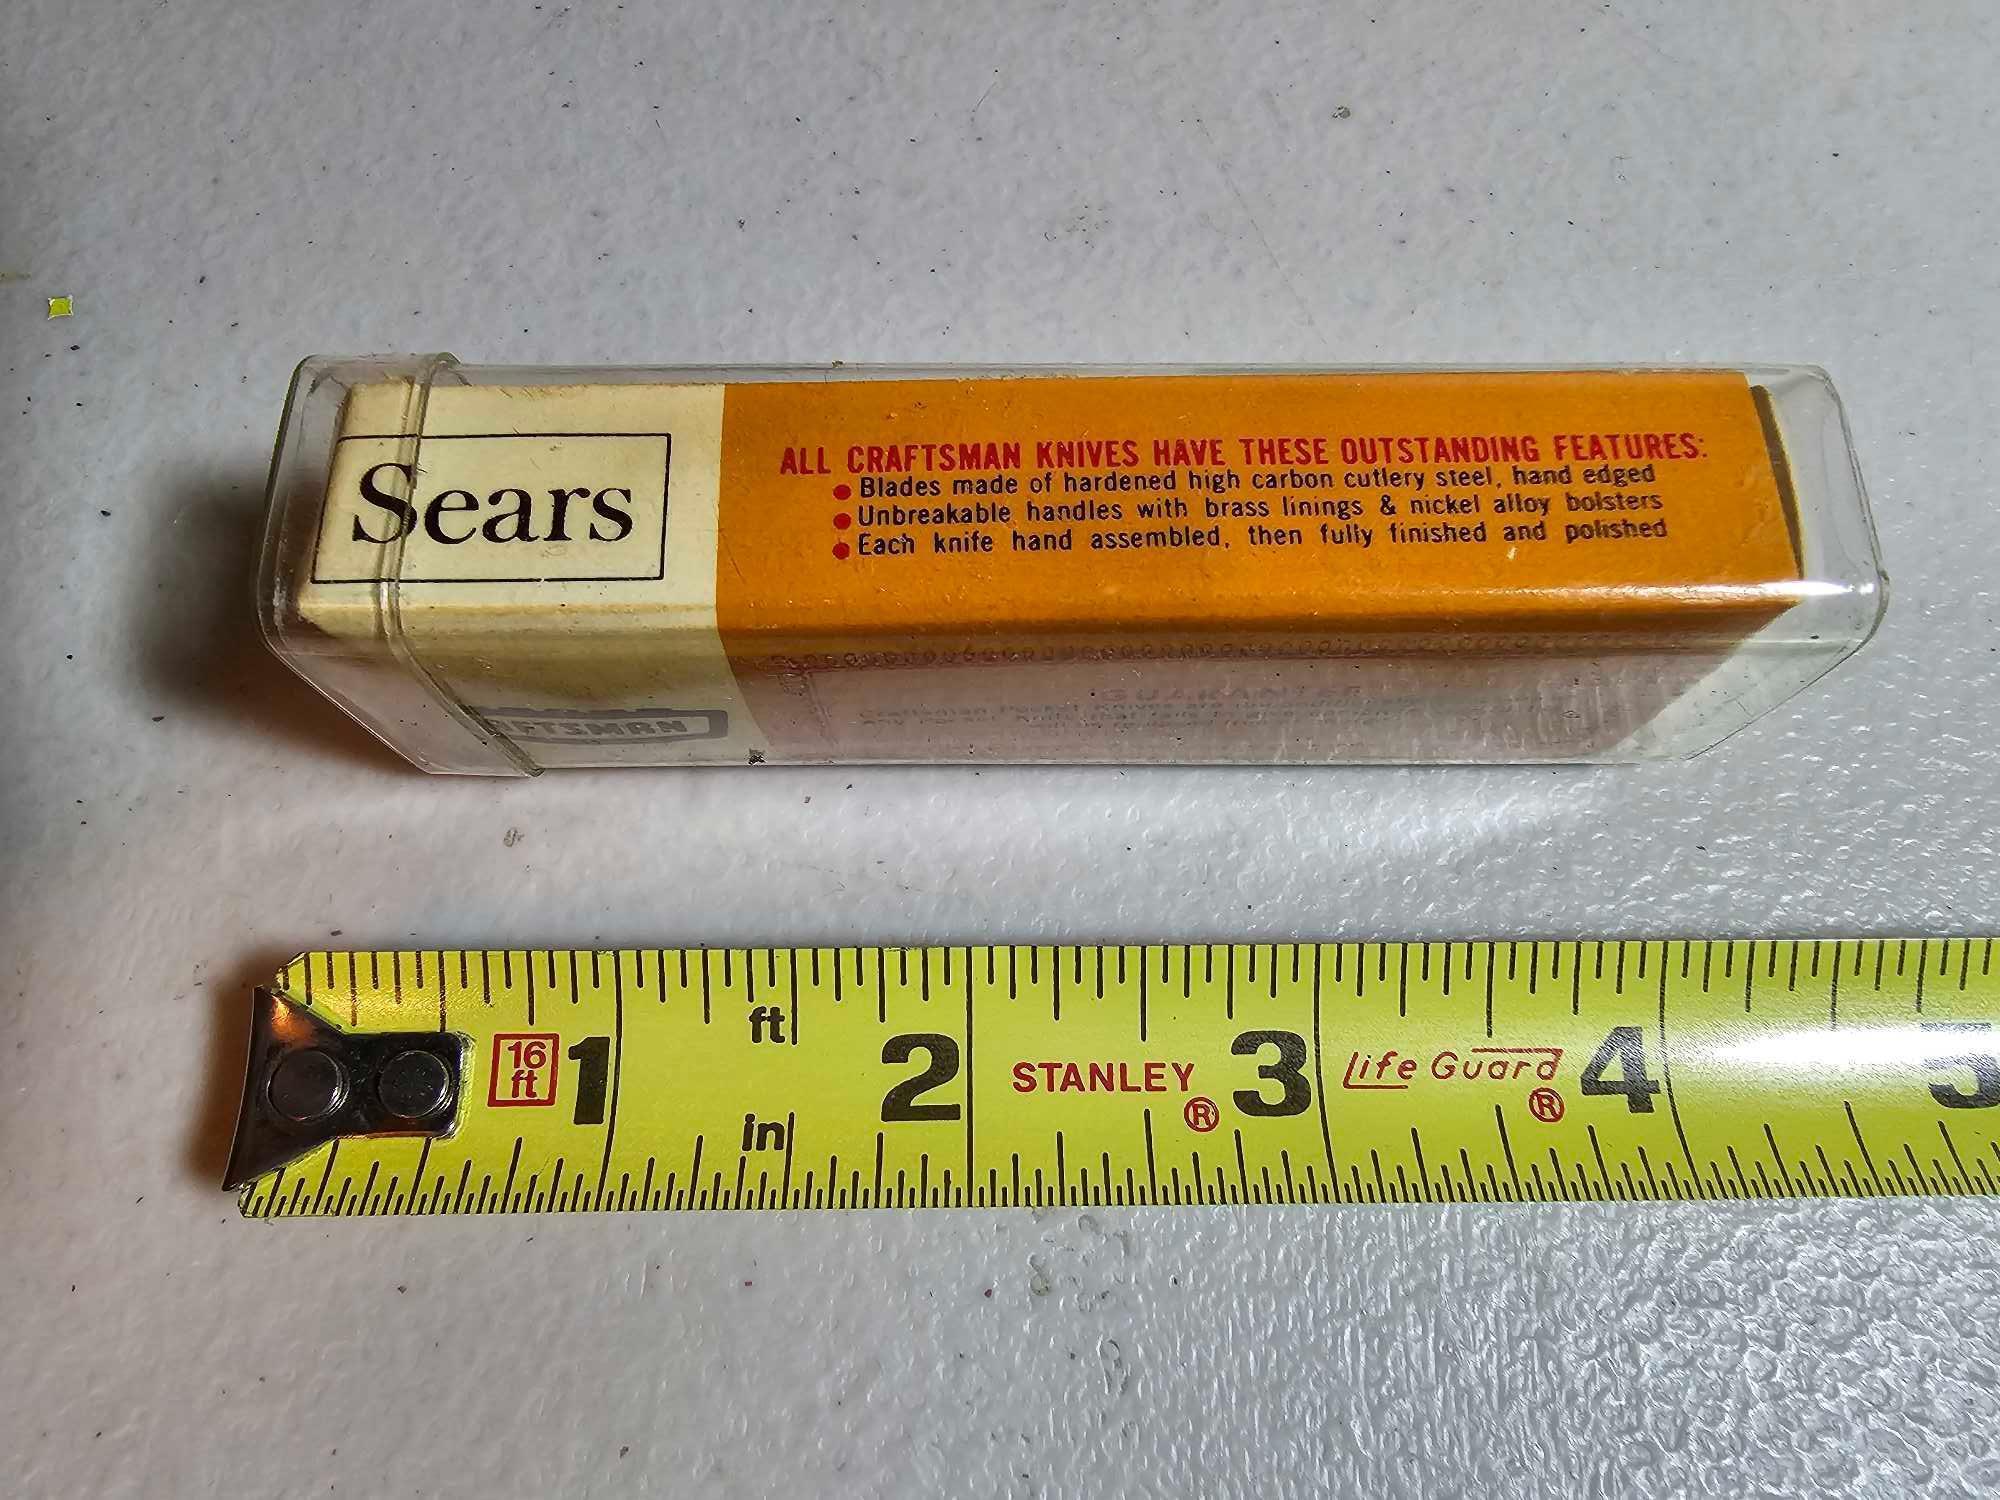 Sears
ALL CRAFTSMAN KNIVES HAVE THESE OUTSTANDING FEATURES:
● Blades made of hardened high carbon cutlery steel, hand edged
● Unbreakable handles with brass linings & nickel alloy bolsters
● Each knife hand assembled, then fully finished and polished
GUARANTEE
16
ft
1
ft
in
2
STANLEY
®
3
Life Guard
®
4
5